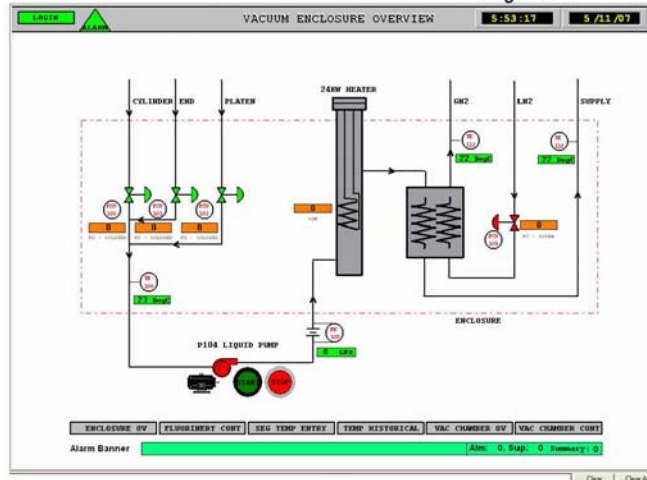 LOGIN
ALARM
VACUUM ENCLOSURE OVERVIEW
5:53:17
5 /11/07
24KW HEATER
CYLINDER
END
PLATEN
GN2
LN2
SUPPLY
22 DegC
22 DegC
0
0
0
0
0
23 DegC
ENCLOSURE
P104 LIQUID PUMP
0 GPM
START
STOP
ENCLOSURE OV
FLUORINERT CONT
SEG TEMP ENTRY
TEMP HISTORICAL
VAC CHAMBER OV
VAC CHAMBER CONT
Alarm Banner
Alm: 0, Sup: 0 Summary: 0
Clear